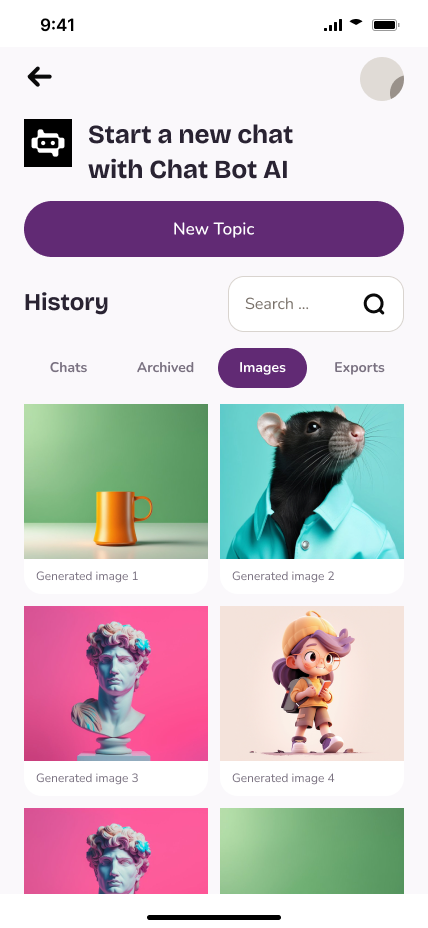 9:41
Start a new chat
with Chat Bot AI
New Topic
History
Search ...
Chats
Archived
Images
Exports
Generated image 1
Generated image 2
Generated image 3
Generated image 4